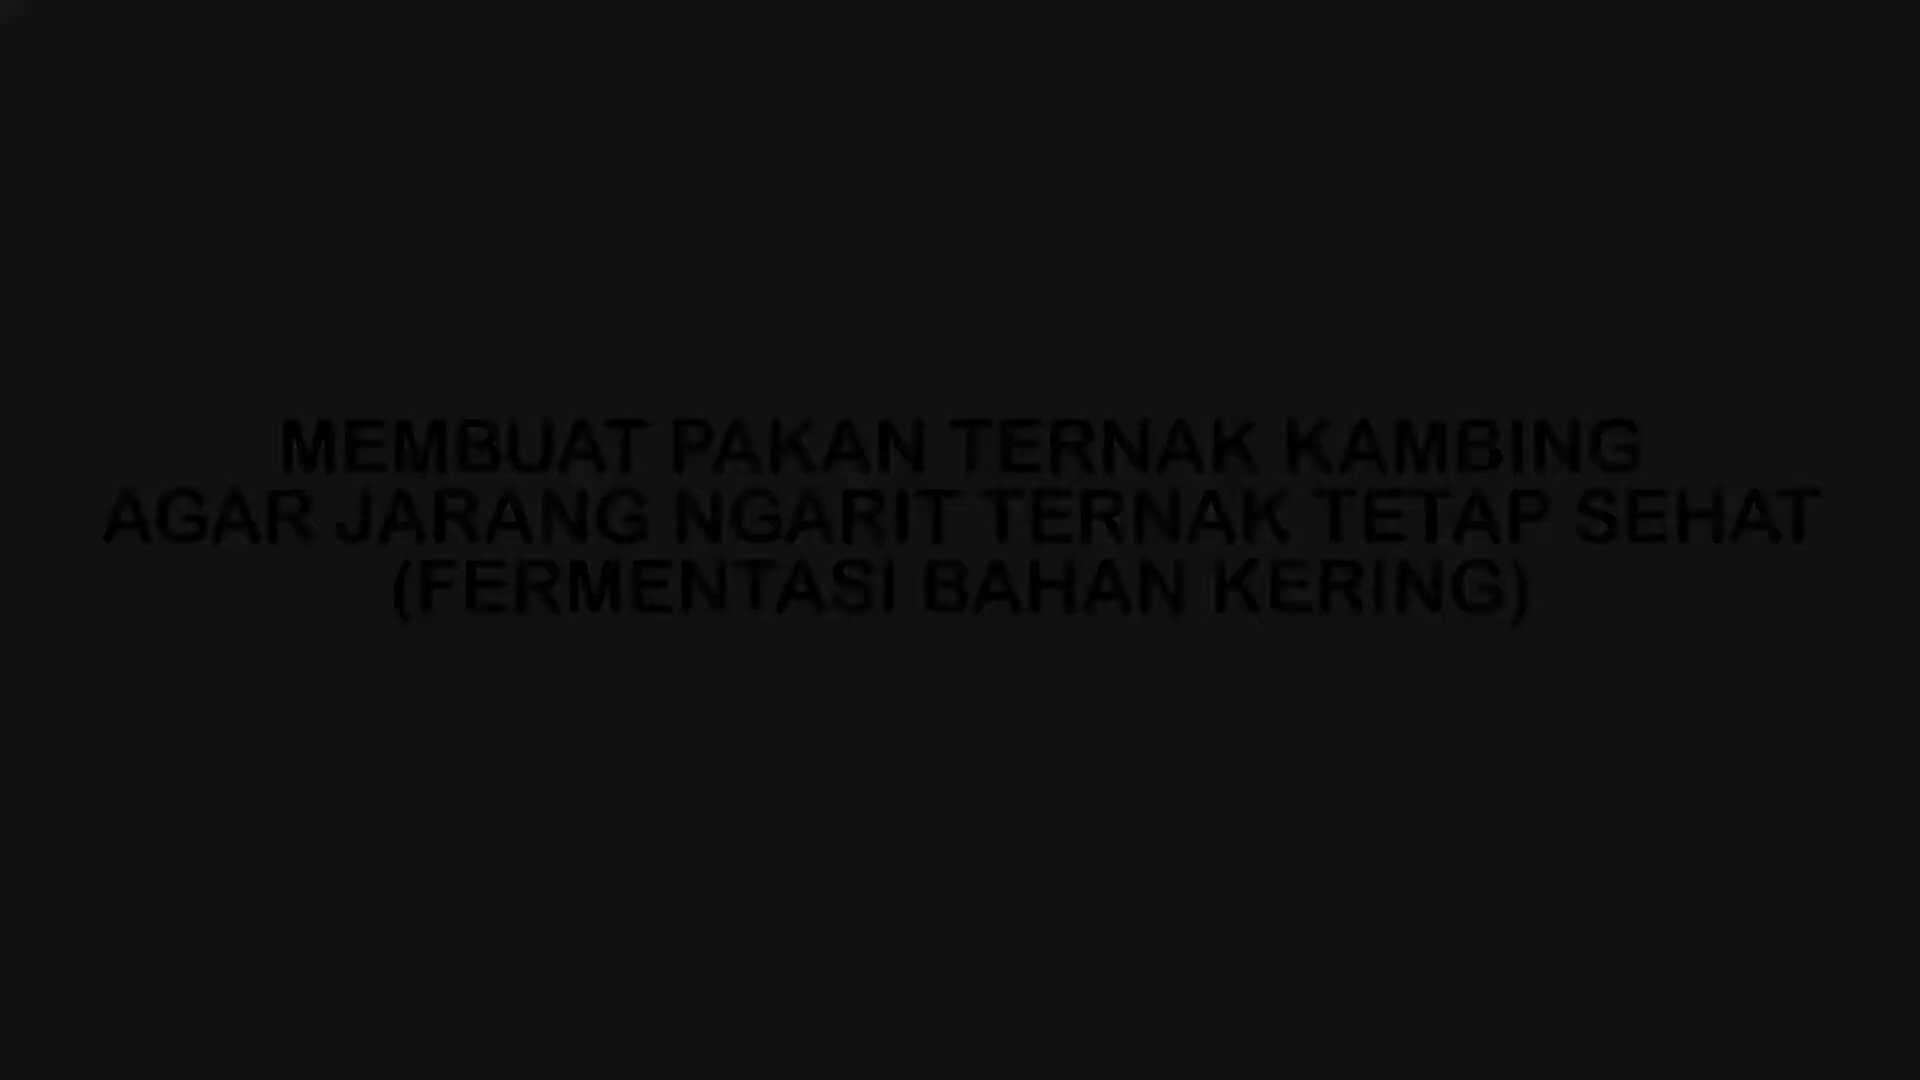 MEMBUAT PAKAN TERNAK KAMBING
AGAR JARANG NGARIT TERNAK TETAP SEHAT
(FERMENTASI BAHAN KERING)